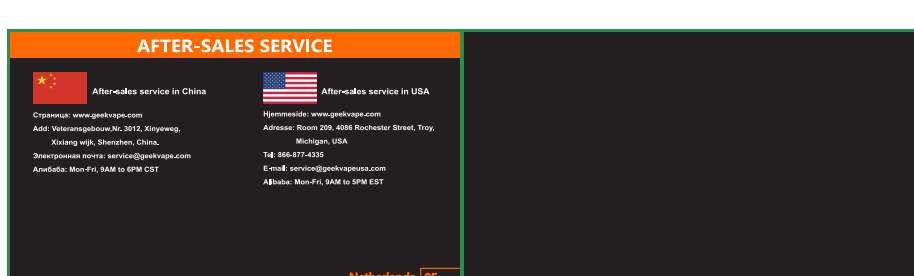 AFTER-SALES SERVICE
After-sales service in China
Страница: www.geekvape.com
Add: Veteransgebouw,Nr. 3012, Xinyeweg,
Xixiang wijk, Shenzhen, China.
Электронная почта: service@geekvape.com
Алибаба: Mon-Fri, 9AM to 6PM CST
After-sales service in USA
Hjemmeside: www.geekvape.com
Adresse: Room 209, 4086 Rochester Street, Troy,
Michigan, USA
Tel: 866-877-4335
E-mail: service@geekvapeusa.com
Alibaba: Mon-Fri, 9AM to 5PM EST
Netherlands